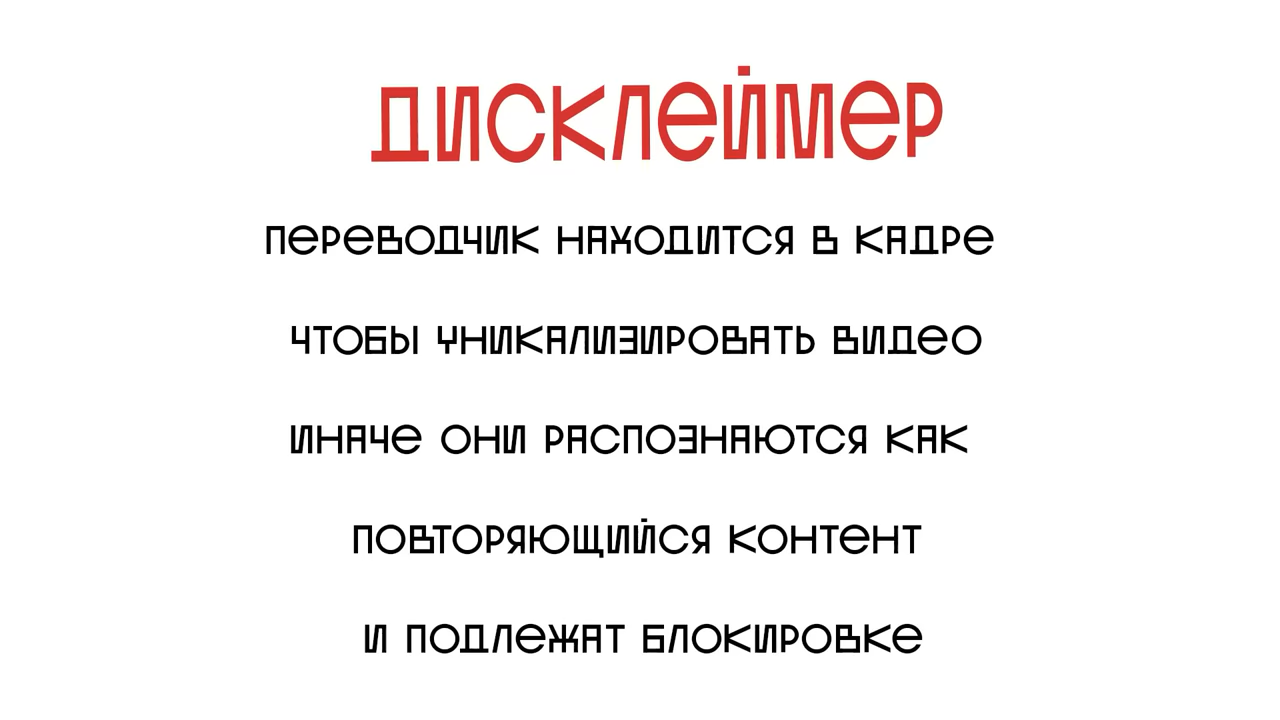 ДИСКЛЕЙМЕР
ПЕРЕВОДЧИК НАХОДИТСЯ В КАДРЕ
ЧТОБЫ УНИКАЛИЗИРОВАТЬ ВИДЕО
ИНАЧЕ ОНИ РАСПОЗНАЮТСЯ КАК
ПОВТОРЯЮЩИЙСЯ КОНТЕНТ
И ПОДЛЕЖАТ БЛОКИРОВКЕ